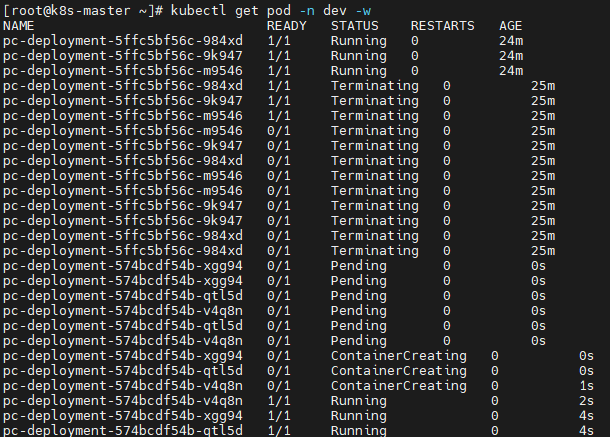 [root@k8s-master ~]# kubectl get pod -n dev -w
NAME READY STATUS RESTARTS AGE
pc-deployment-5ffc5bf56c-984xd 1/1 Running 0 24m
pc-deployment-5ffc5bf56c-9k947 1/1 Running 0 24m
pc-deployment-5ffc5bf56c-m9546 1/1 Running 0 24m
pc-deployment-5ffc5bf56c-984xd 1/1 Terminating 0 25m
pc-deployment-5ffc5bf56c-9k947 1/1 Terminating 0 25m
pc-deployment-5ffc5bf56c-m9546 1/1 Terminating 0 25m
pc-deployment-5ffc5bf56c-m9546 0/1 Terminating 0 25m
pc-deployment-5ffc5bf56c-9k947 0/1 Terminating 0 25m
pc-deployment-5ffc5bf56c-984xd 0/1 Terminating 0 25m
pc-deployment-5ffc5bf56c-m9546 0/1 Terminating 0 25m
pc-deployment-5ffc5bf56c-m9546 0/1 Terminating 0 25m
pc-deployment-5ffc5bf56c-9k947 0/1 Terminating 0 25m
pc-deployment-5ffc5bf56c-9k947 0/1 Terminating 0 25m
pc-deployment-5ffc5bf56c-984xd 0/1 Terminating 0 25m
pc-deployment-5ffc5bf56c-984xd 0/1 Terminating 0 25m
pc-deployment-574bcdf54b-xgg94 0/1 Pending 0 0s
pc-deployment-574bcdf54b-xgg94 0/1 Pending 0 0s
pc-deployment-574bcdf54b-qtl5d 0/1 Pending 0 0s
pc-deployment-574bcdf54b-v4q8n 0/1 Pending 0 0s
pc-deployment-574bcdf54b-qtl5d 0/1 Pending 0 0s
pc-deployment-574bcdf54b-v4q8n 0/1 Pending 0 0s
pc-deployment-574bcdf54b-xgg94 0/1 ContainerCreating 0 0s
pc-deployment-574bcdf54b-qtl5d 0/1 ContainerCreating 0 0s
pc-deployment-574bcdf54b-v4q8n 0/1 ContainerCreating 0 1s
pc-deployment-574bcdf54b-v4q8n 1/1 Running 0 2s
pc-deployment-574bcdf54b-xgg94 1/1 Running 0 4s
pc-deployment-574bcdf54b-qtl5d 1/1 Running 0 4s